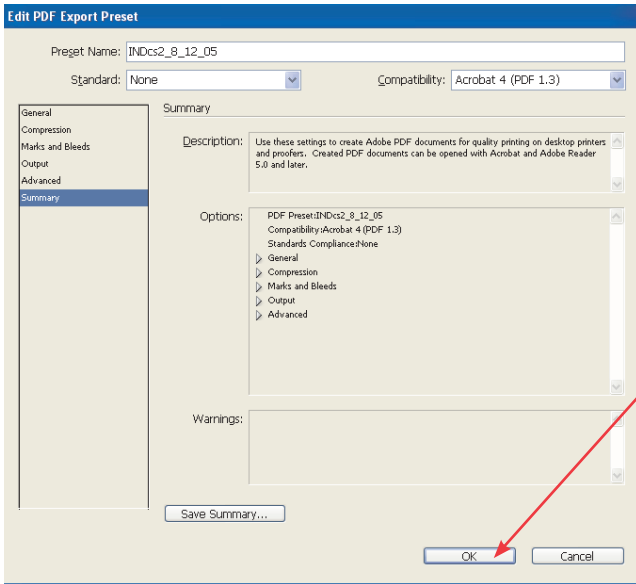 Edit PDF Export Preset
Preset Name: INDcs2_8_12_05
Standard: None Compatibility: Acrobat 4 (PDF 1.3)
General
Compression
Marks and Bleeds
Output
Advanced
Summary
Summary
Description: Use these settings to create Adobe PDF documents for quality printing on desktop printers
and proofers. Created PDF documents can be opened with Acrobat and Adobe Reader
5.0 and later.
Options: PDF Preset:INDcs2_8_12_05
Compatibility:Acrobat 4 (PDF 1.3)
Standards Compliance:None
General
Compression
Marks and Bleeds
Output
Advanced
Warnings:
Save Summary...
OK Cancel